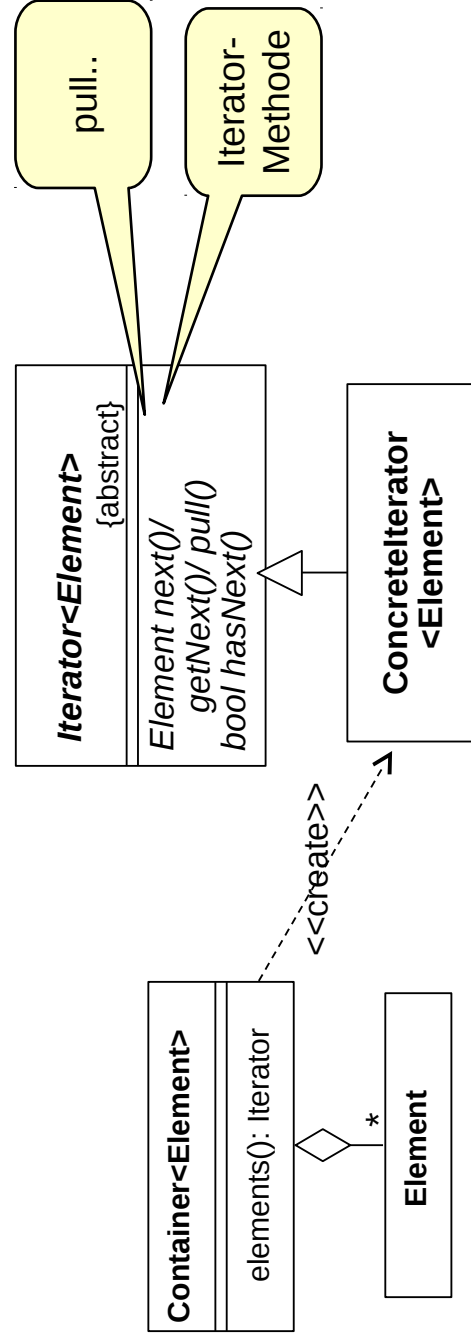 Container<Element>
elements(): Iterator
*
Element
<<create>>
Iterator<Element>
{abstract}
Element next()/
getNext()/ pull()
bool hasNext()
ConcreteIterator
<Element>
pull..
Iterator-
Methode